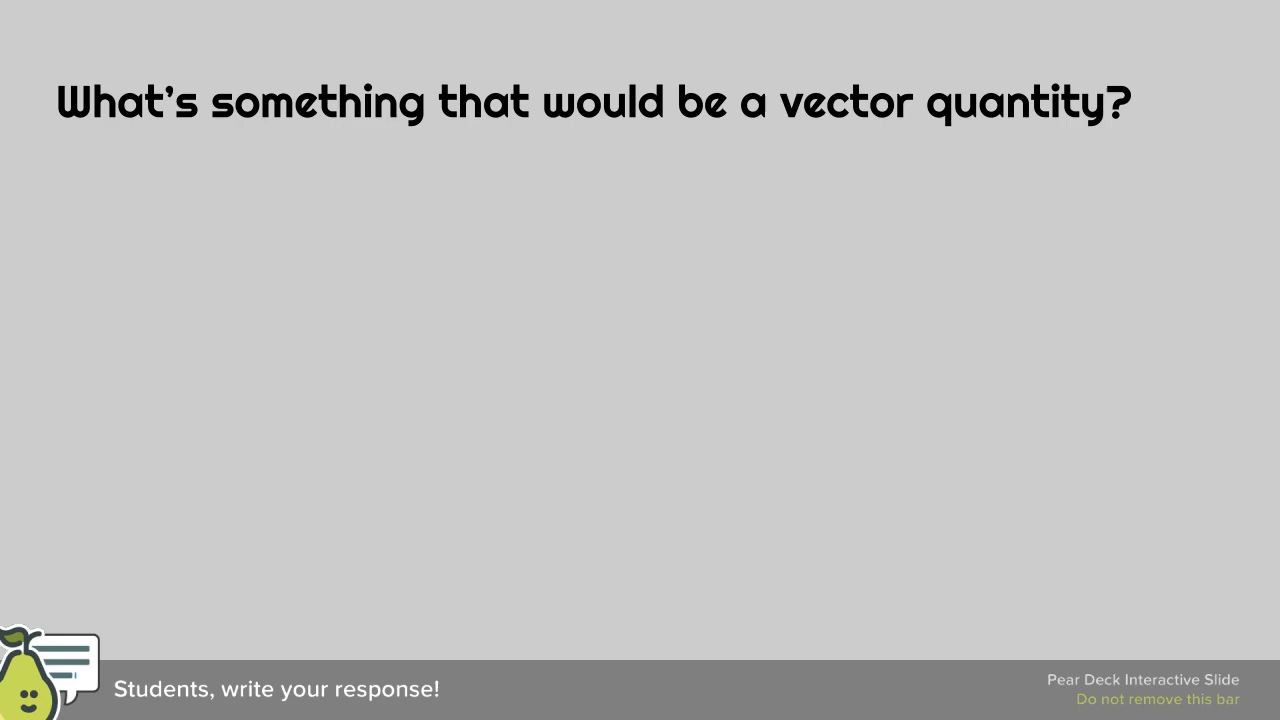 What's something that would be a vector quantity?
Students, write your response!
Pear Deck Interactive Slide
Do not remove this bar